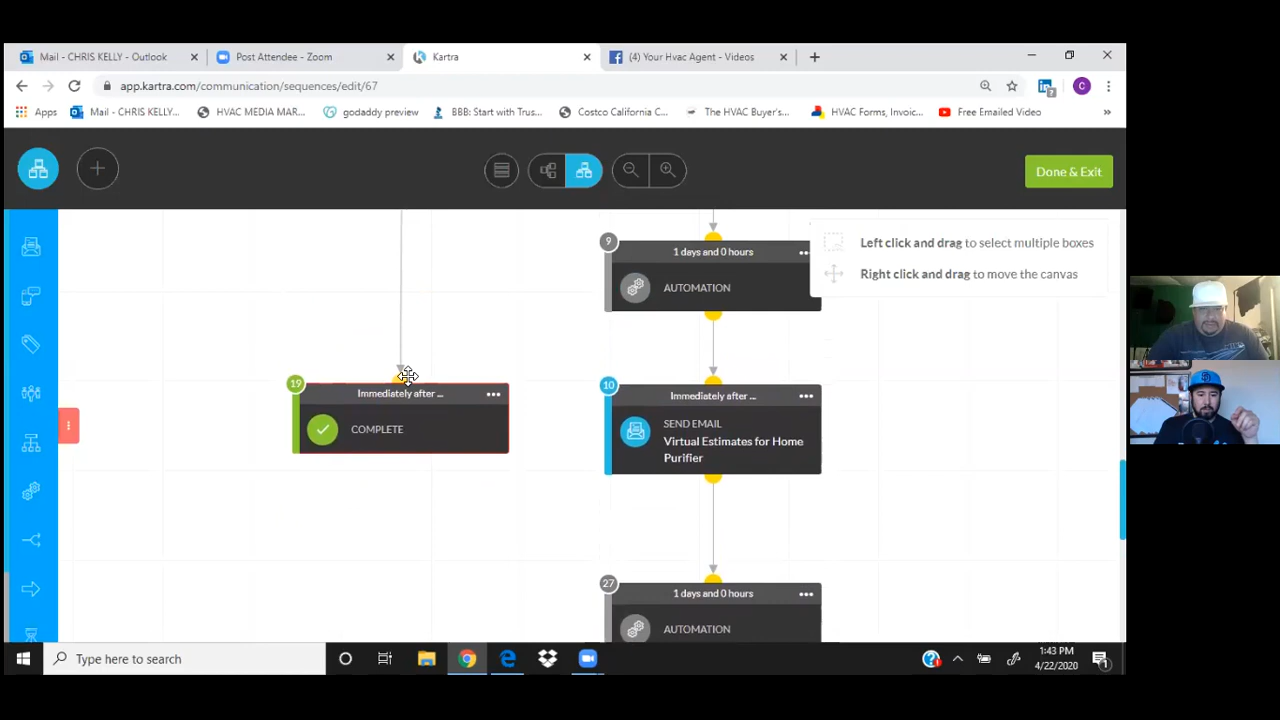 Mail - CHRIS KELLY - Outlook
Post Attendee - Zoom
Kartra
(4) Your Hvac Agent - Videos
app.kartra.com/communication/sequences/edit/67
C
Apps
Mail - CHRIS KELLY...
HVAC MEDIA MAR...
godaddy preview
BBB: Start with Trus...
Costco California C...
The HVAC Buyer's...
HVAC Forms, Invoic...
Free Emailed Video
Done & Exit
Left click and drag to select multiple boxes
Right click and drag to move the canvas
9
1 days and 0 hours
AUTOMATION
19
Immediately after ...
COMPLETE
10
Immediately after ...
SEND EMAIL
Virtual Estimates for Home
Purifier
27
1 days and 0 hours
AUTOMATION
Type here to search
1:43 PM
4/22/2020